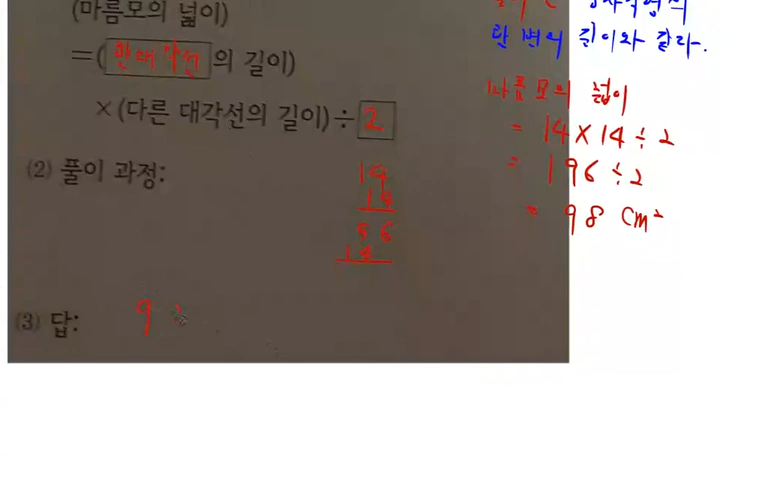 (마름모의 넓이)
=(한 대각선의 길이)
×(다른 대각선의 길이)÷2
(2) 풀이 과정:
14
14
56
14
(3) 답: 9
한 변의 길이와 같다.
마름모의 넓이
= 14×14÷2
= 196÷2
= 98 cm²